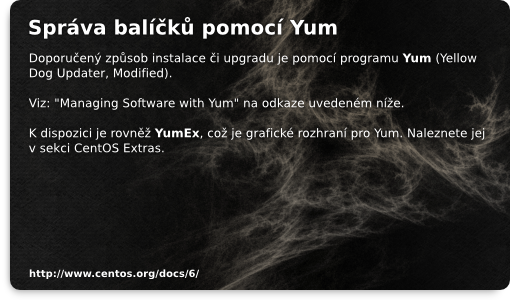 Správa balíčků pomocí Yum
Doporučený způsob instalace či upgradu je pomocí programu Yum (Yellow
Dog Updater, Modified).
Viz: "Managing Software with Yum" na odkaze uvedeném níže.
K dispozici je rovněž YumEx, což je grafické rozhraní pro Yum. Naleznete jej
v sekci CentOS Extras.
http://www.centos.org/docs/6/